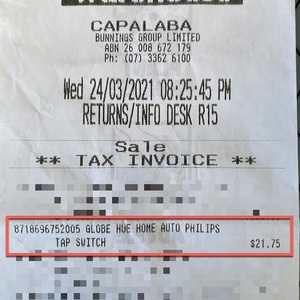 CAPALABA
BUNNINGS GROUP LIMITED
ABN 26 008 672 179
Ph: (07) 3362 6100
Wed 24/03/2021 08:25:45 PM
RETURNS/INFO DESK R15
Sale
** TAX INVOICE **
8718696752005 GLOBE HUE HOME AUTO PHILIPS
TAP SWITCH $21.75